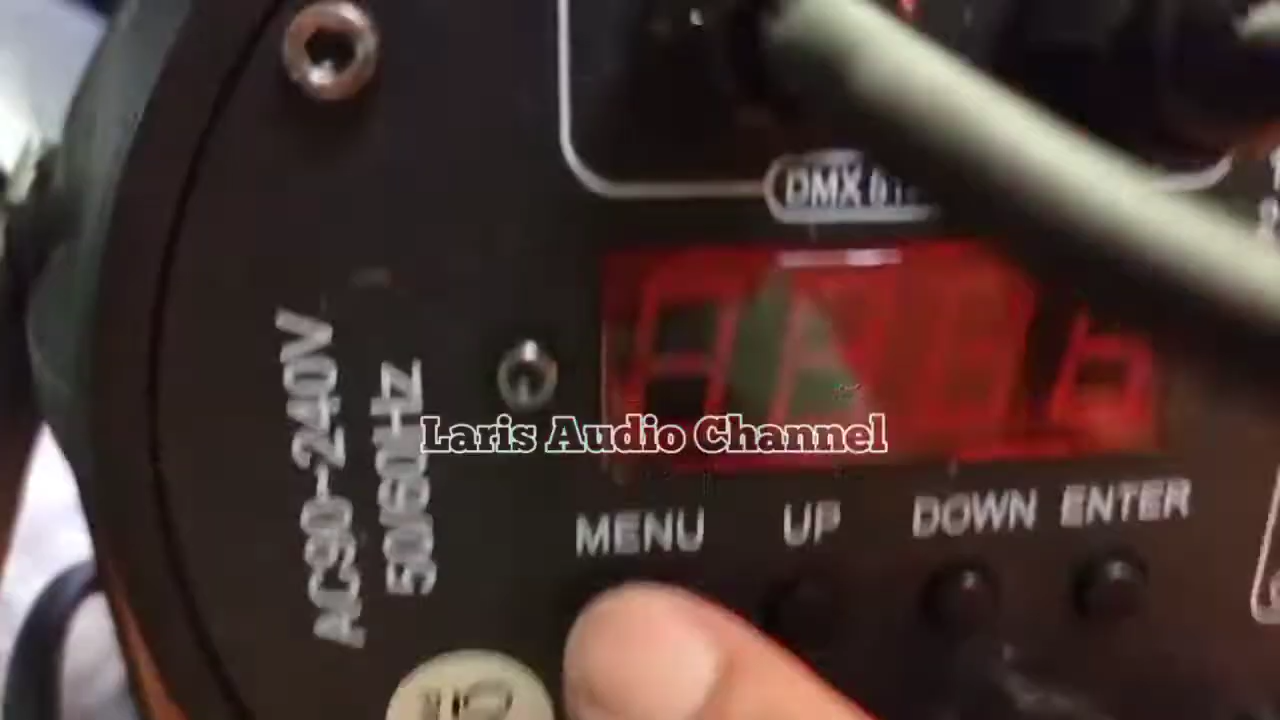 DMX
AC90~240V
50/60Hz
Laris Audio Channel
MENU UP DOWN ENTER